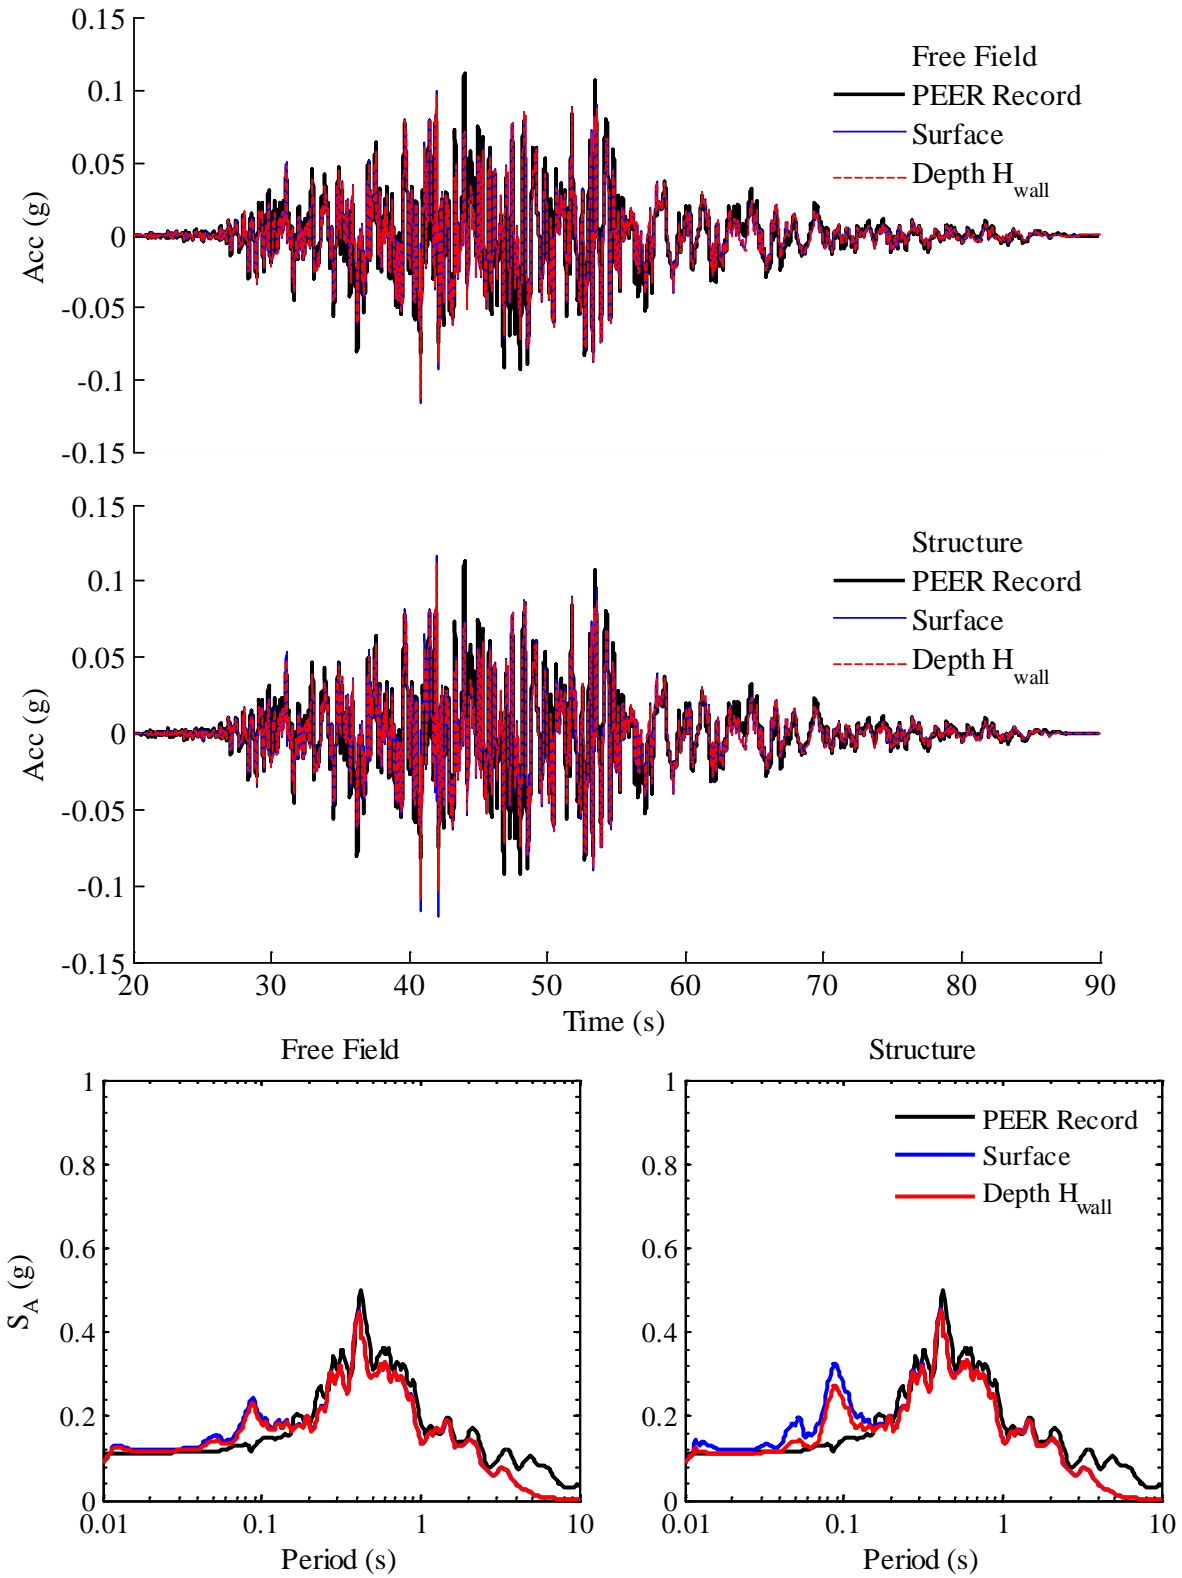 0.15
0.1
0.05
0
-0.05
-0.1
-0.15
Acc (g)
Free Field
PEER Record
Surface
Depth H wall
0.15
0.1
0.05
0
-0.05
-0.1
-0.15
Acc (g)
Structure
PEER Record
Surface
Depth H wall
20 30 40 50 60 70 80 90
Time (s)
Free Field
1
0.8
0.6
0.4
0.2
0
S A (g)
0.01 0.1 1 10
Period (s)
Structure
1
0.8
0.6
0.4
0.2
0
PEER Record
Surface
Depth H wall
0.01 0.1 1 10
Period (s)